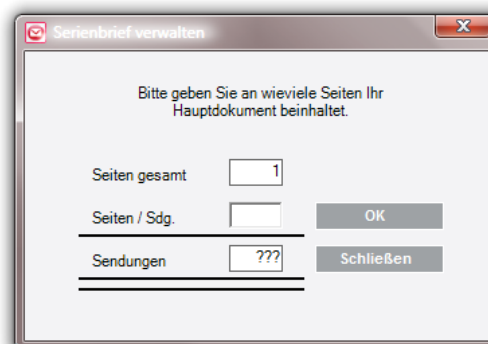 Serienbrief verwalten
Bitte geben Sie an wieviele Seiten Ihr
Hauptdokument beinhaltet.
Seiten gesamt 1
Seiten / Sdg. OK
Sendungen ??? Schließen